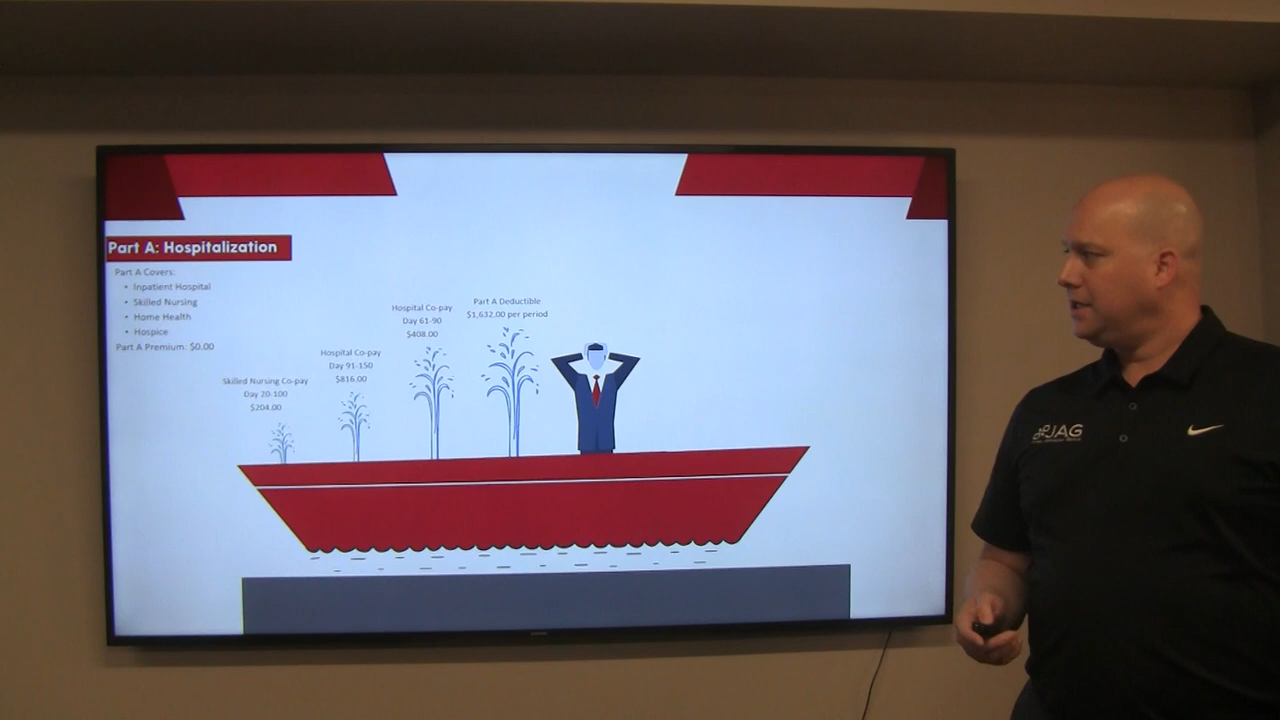 Part A: Hospitalization
Part A Covers:
• Inpatient Hospital
• Skilled Nursing
• Home Health
• Hospice
Part A Premium: $0.00
Skilled Nursing Co-pay
Day 20-100
$204.00
Hospital Co-pay
Day 91-150
$816.00
Hospital Co-pay
Day 61-90
$408.00
Part A Deductible
$1,632.00 per period
JAG